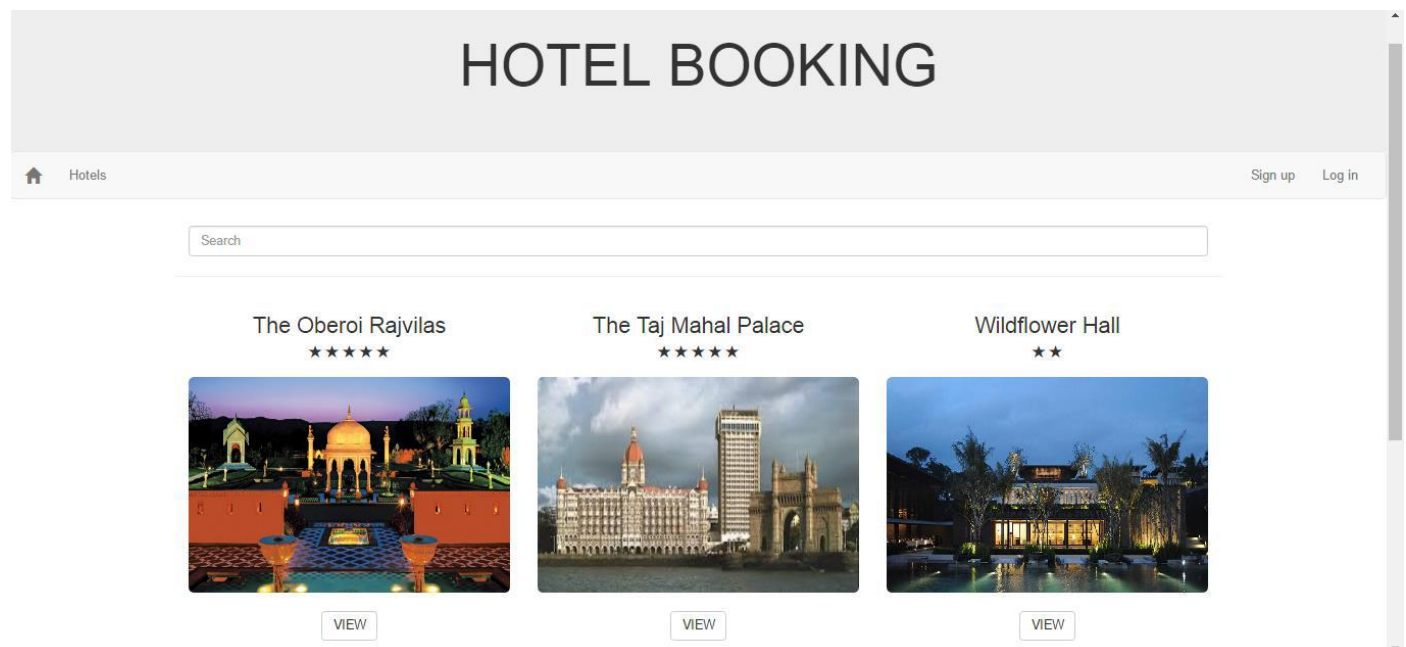 HOTEL BOOKING
Hotels
Sign up
Log in
Search
The Oberoi Rajvilas
★★★★★
The Taj Mahal Palace
★★★★★
Wildflower Hall
★★
VIEW
VIEW
VIEW